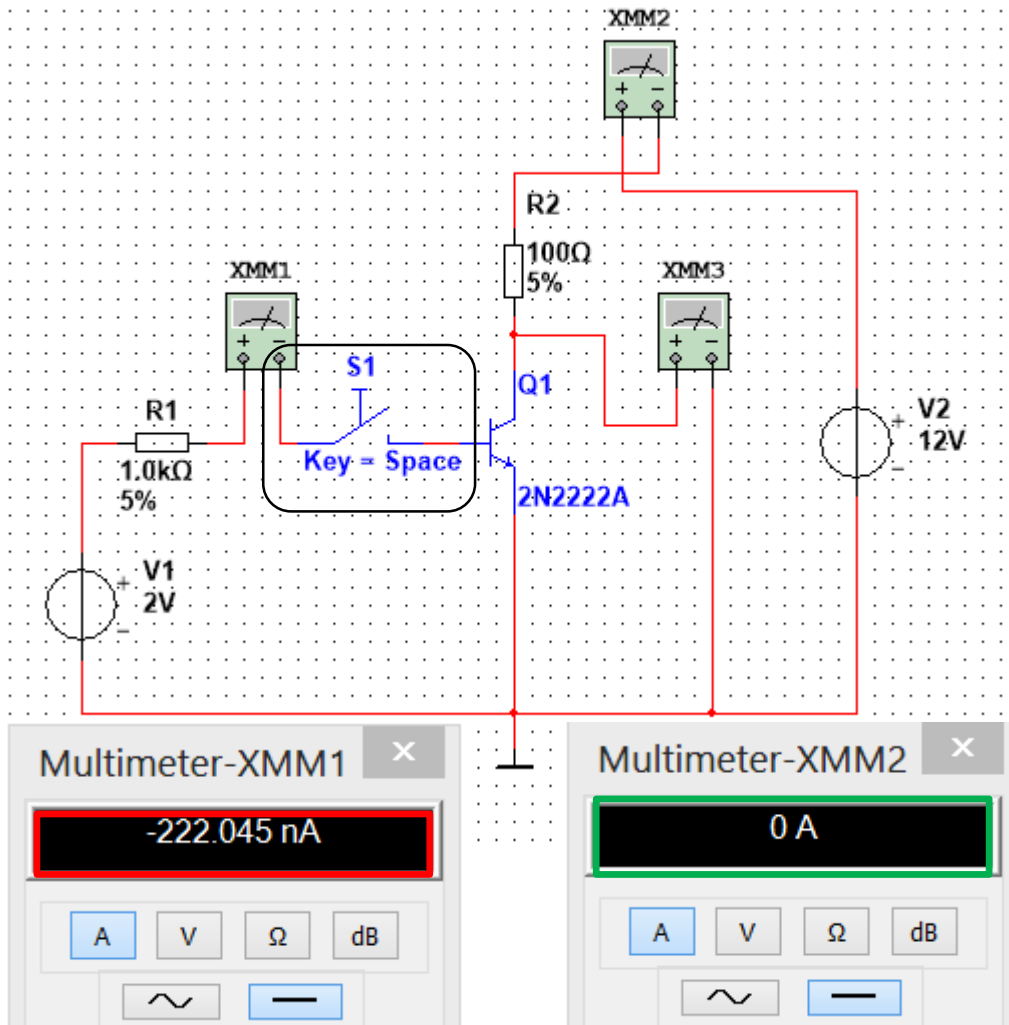 XMM2
+ −
R2
100Ω
5%
XMM1
+ −
XMM3
+ −
S1
Key = Space
Q1
2N2222A
R1
1.0kΩ
5%
V2
+
12V
−
V1
+
2V
−
Multimeter-XMM1 ×
-222.045 nA
A V Ω dB
Multimeter-XMM2 ×
0 A
A V Ω dB